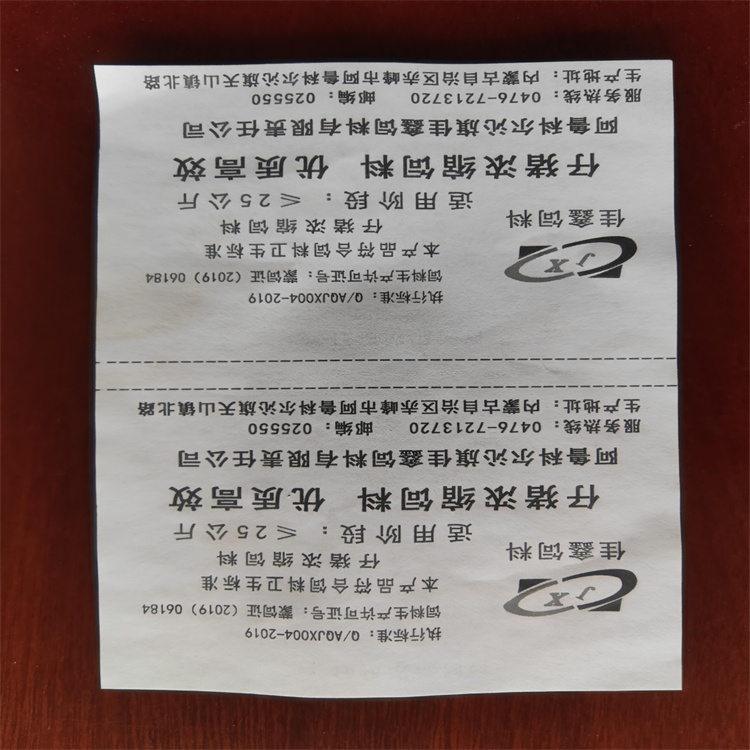 执行标准：Q/AQJX004-2019
饲料生产许可证号：蒙饲证（2019）06184
本产品符合饲料卫生标准
JX
仔猪浓缩饲料
佳鑫饲料
适用阶段：≤25公斤
仔猪浓缩饲料 优质高效
阿鲁科尔沁旗佳鑫饲料有限责任公司
服务热线：0476-7213720 邮编：025550
生产地址：内蒙古自治区赤峰市阿鲁科尔沁旗天山镇北路
执行标准：Q/AQJX004-2019
饲料生产许可证号：蒙饲证（2019）06184
本产品符合饲料卫生标准
JX
仔猪浓缩饲料
佳鑫饲料
适用阶段：≤25公斤
仔猪浓缩饲料 优质高效
阿鲁科尔沁旗佳鑫饲料有限责任公司
服务热线：0476-7213720 邮编：025550
生产地址：内蒙古自治区赤峰市阿鲁科尔沁旗天山镇北路